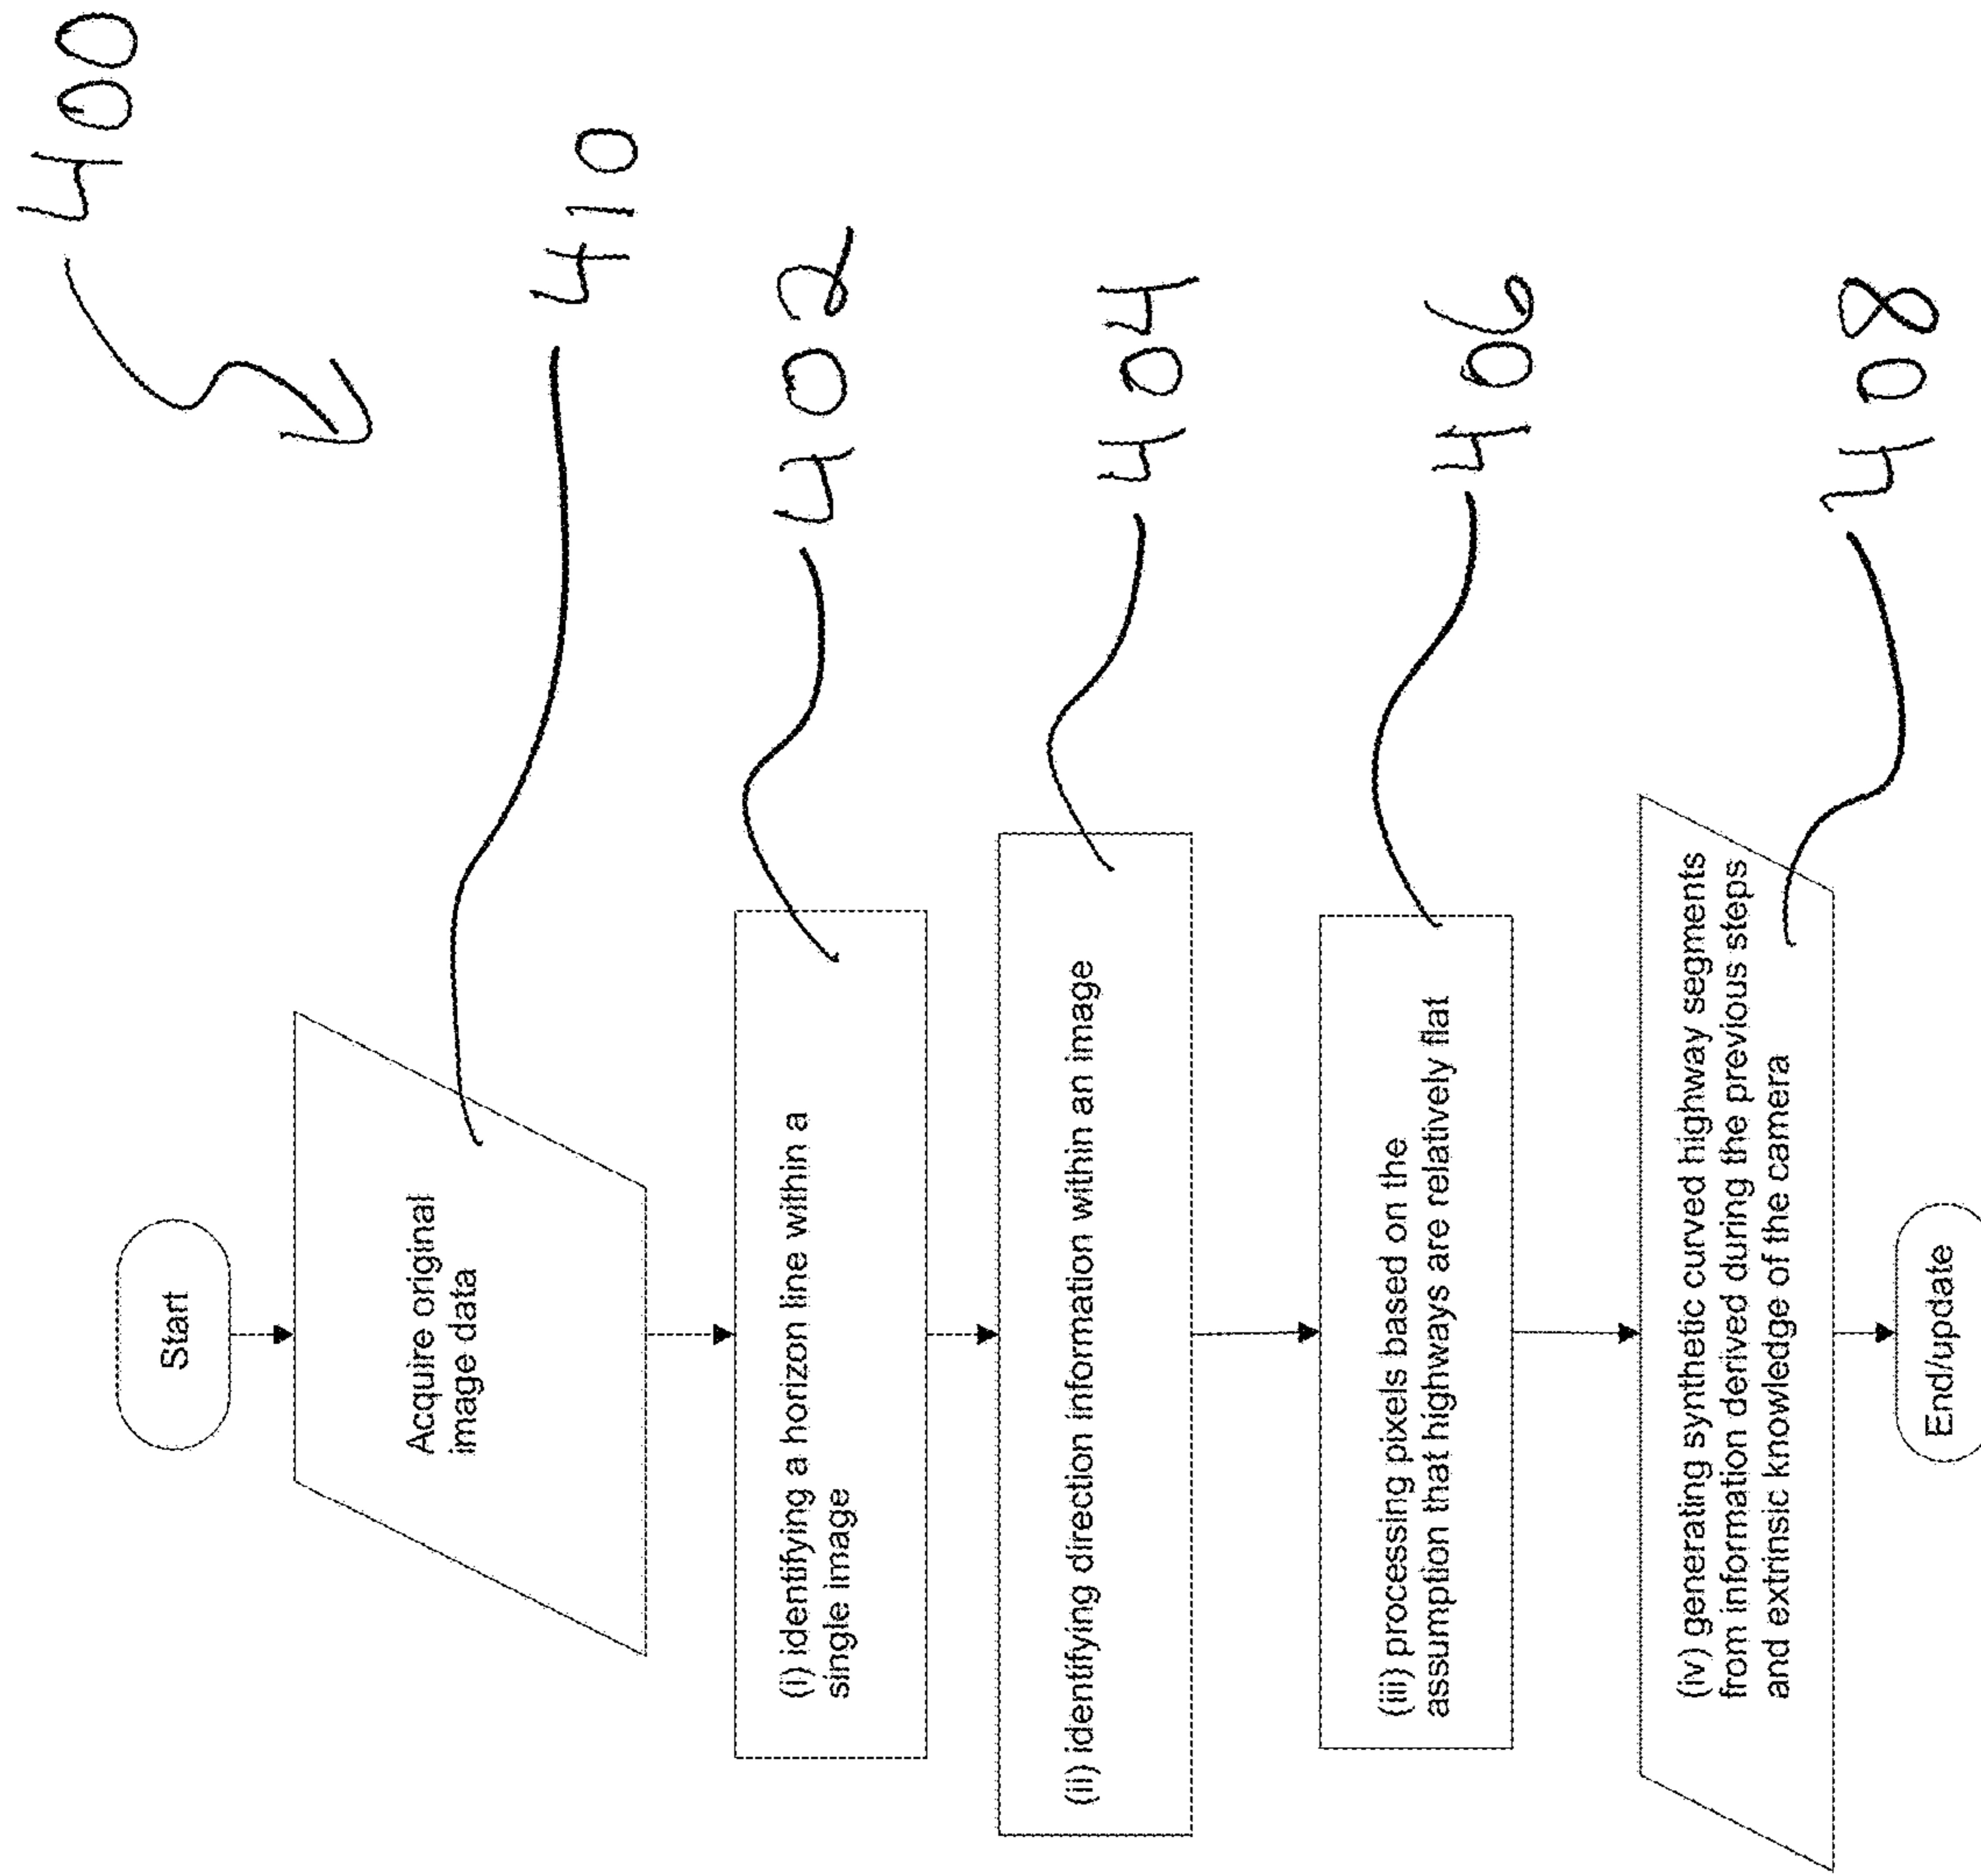 400
Start
Acquire original
image data
410
(i) identifying a horizon line within a
single image
402
(ii) identifying direction information within an image
404
(iii) processing pixels based on the
assumption that highways are relatively flat
406
(iv) generating synthetic curved highway segments
from information derived during the previous steps
and extrinsic knowledge of the camera
408
End/update